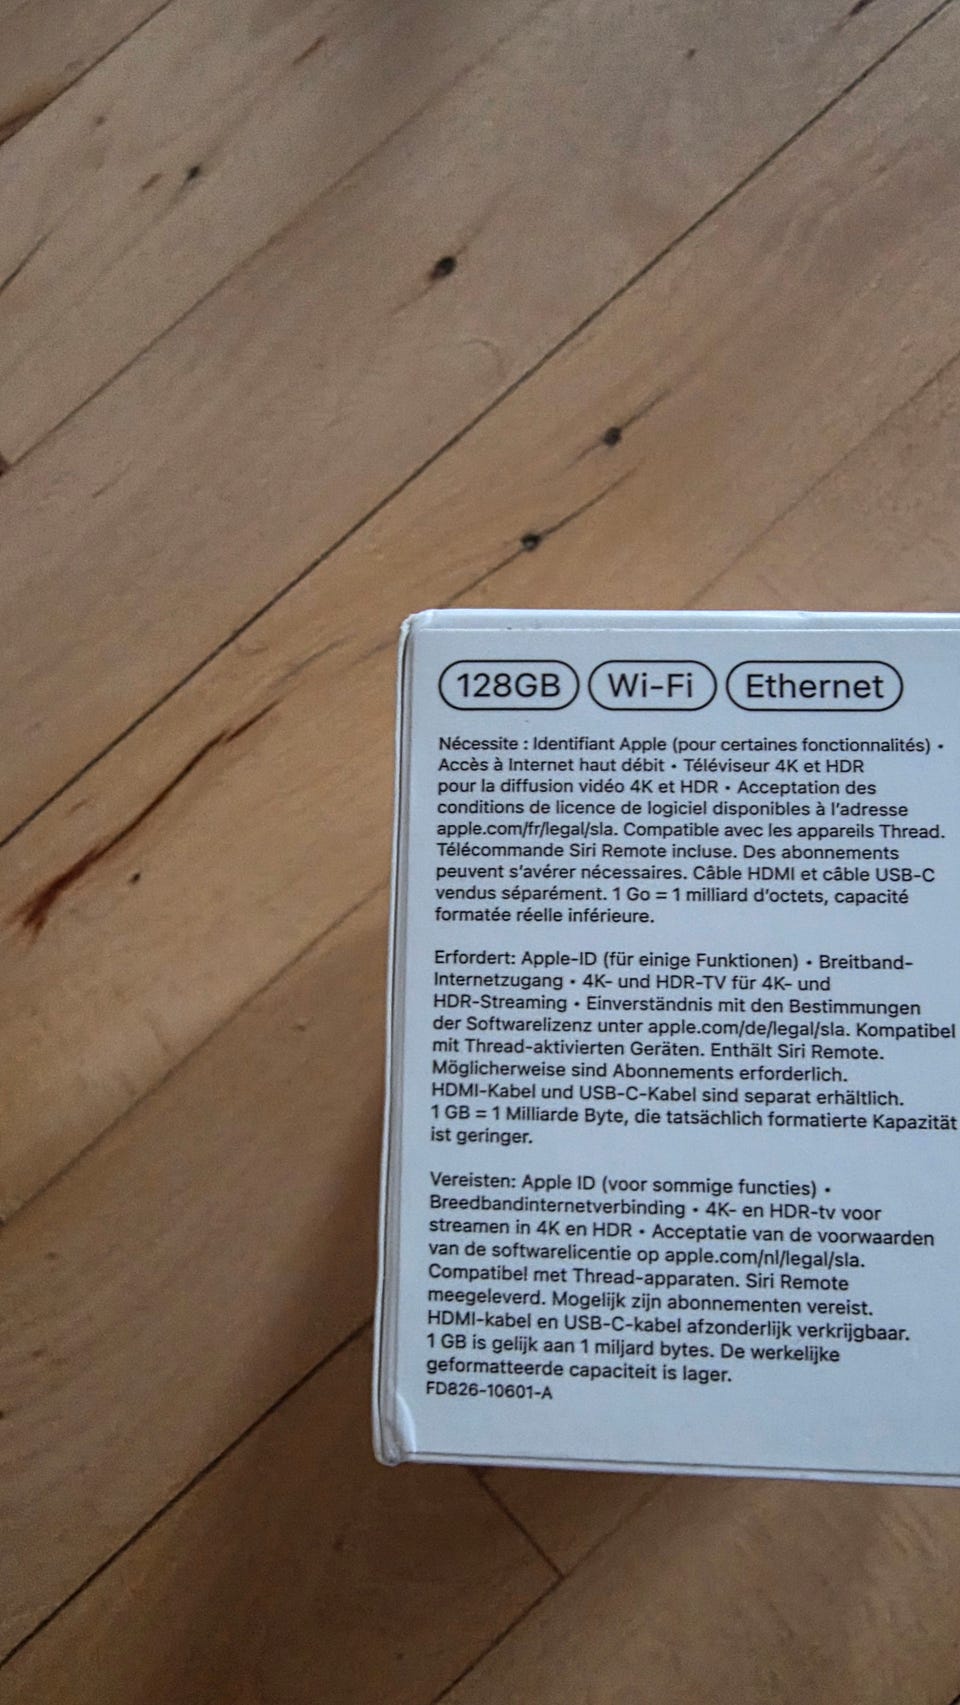 128GB Wi-Fi Ethernet
Nécessite : Identifiant Apple (pour certaines fonctionnalités) •
Accès à Internet haut débit • Téléviseur 4K et HDR
pour la diffusion vidéo 4K et HDR • Acceptation des
conditions de licence de logiciel disponibles à l'adresse
apple.com/fr/legal/sla. Compatible avec les appareils Thread.
Télécommande Siri Remote incluse. Des abonnements
peuvent s'avérer nécessaires. Câble HDMI et câble USB-C
vendus séparément. 1 Go = 1 milliard d'octets, capacité
formatée réelle inférieure.
Erfordert: Apple-ID (für einige Funktionen) • Breitband-
Internetzugang • 4K- und HDR-TV für 4K- und
HDR-Streaming • Einverständnis mit den Bestimmungen
der Softwarelizenz unter apple.com/de/legal/sla. Kompatibel
mit Thread-aktivierten Geräten. Enthält Siri Remote.
Möglicherweise sind Abonnements erforderlich.
HDMI-Kabel und USB-C-Kabel sind separat erhältlich.
1 GB = 1 Milliarde Byte, die tatsächlich formatierte Kapazität
ist geringer.
Vereisten: Apple ID (voor sommige functies) •
Breedbandinternetverbinding • 4K- en HDR-tv voor
streamen in 4K en HDR • Acceptatie van de voorwaarden
van de softwarelicentie op apple.com/nl/legal/sla.
Compatibel met Thread-apparaten. Siri Remote
meegeleverd. Mogelijk zijn abonnementen vereist.
HDMI-kabel en USB-C-kabel afzonderlijk verkrijgbaar.
1 GB is gelijk aan 1 miljard bytes. De werkelijke
geformatteerde capaciteit is lager.
FD826-10601-A